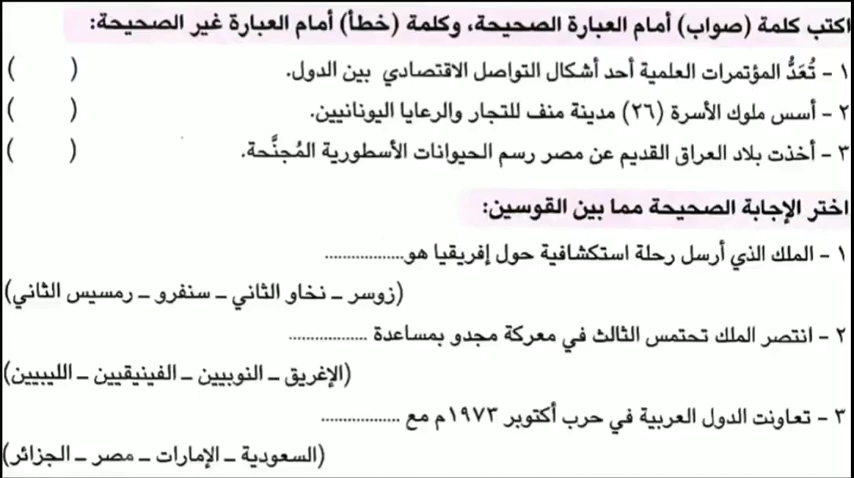 اكتب كلمة (صواب) أمام العبارة الصحيحة، وكلمة (خطأ) أمام العبارة غير الصحيحة:
١ - تُعَدُّ المؤتمرات العلمية أحد أشكال التواصل الاقتصادي بين الدول. ( )
٢ - أسس ملوك الأسرة (٢٦) مدينة منف للتجار والرعايا اليونانيين. ( )
٣ - أخذت بلاد العراق القديم عن مصر رسم الحيوانات الأسطورية المُجنَّحة. ( )
اختر الإجابة الصحيحة مما بين القوسين:
١ - الملك الذي أرسل رحلة استكشافية حول إفريقيا هو..................
(زوسر – نخاو الثاني – سنفرو – رمسيس الثاني)
٢ - انتصر الملك تحتمس الثالث في معركة مجدو بمساعدة ..................
(الإغريق – النوبيين – الفينيقيين – الليبيين)
٣ - تعاونت الدول العربية في حرب أكتوبر ١٩٧٣م مع ..................
(السعودية – الإمارات – مصر – الجزائر)